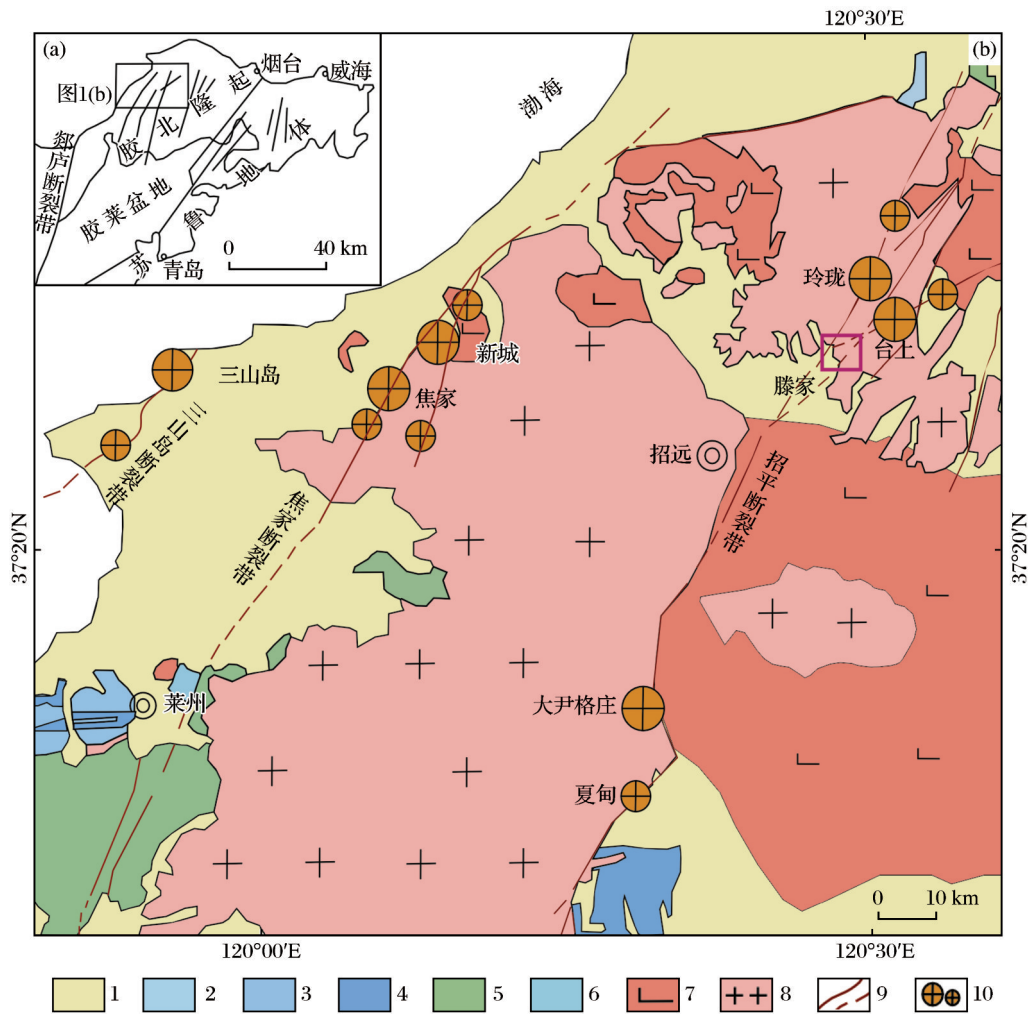 120°30′E
(a)
烟台
威海
图1(b)
胶北隆起
郯庐断裂带
胶莱盆地
苏鲁地体
青岛
0 40 km
(b)
渤海
玲珑
台上
滕家
新城
三山岛
焦家
三山岛断裂带
招远
招平断裂带
焦家断裂带
37°20′N
37°20′N
莱州
大尹格庄
夏甸
0 10 km
120°00′E
120°30′E
1 2 3 4 5 6 7 8 9 10